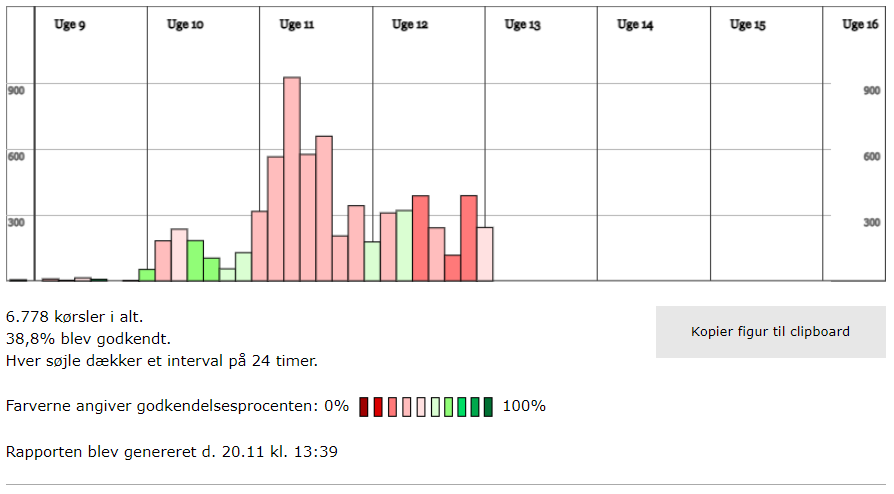 Uge 9 Uge 10 Uge 11 Uge 12 Uge 13 Uge 14 Uge 15 Uge 16
900 900
600 600
300 300
6.778 kørsler i alt.
38,8% blev godkendt.
Hver søjle dækker et interval på 24 timer.
Kopier figur til clipboard
Farverne angiver godkendelsesprocenten: 0% 100%
Rapporten blev genereret d. 20.11 kl. 13:39